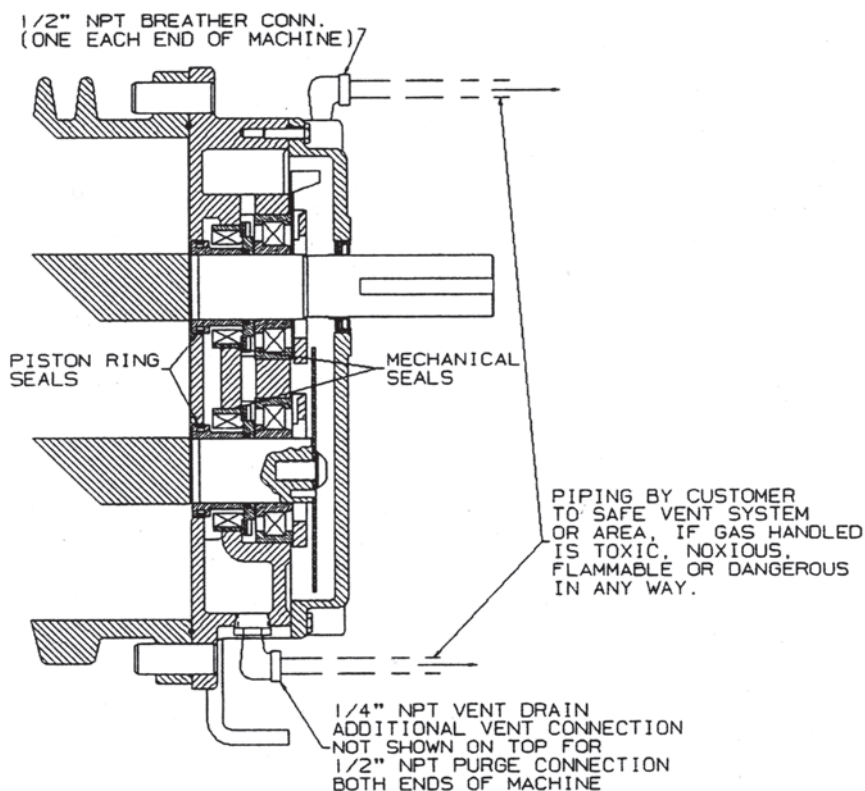 1/2" NPT BREATHER CONN.
(ONE EACH END OF MACHINE)
PISTON RING
SEALS
MECHANICAL
SEALS
PIPING BY CUSTOMER
TO SAFE VENT SYSTEM
OR AREA, IF GAS HANDLED
IS TOXIC, NOXIOUS,
FLAMMABLE OR DANGEROUS
IN ANY WAY.
1/4" NPT VENT DRAIN
ADDITIONAL VENT CONNECTION
NOT SHOWN ON TOP FOR
1/2" NPT PURGE CONNECTION
BOTH ENDS OF MACHINE